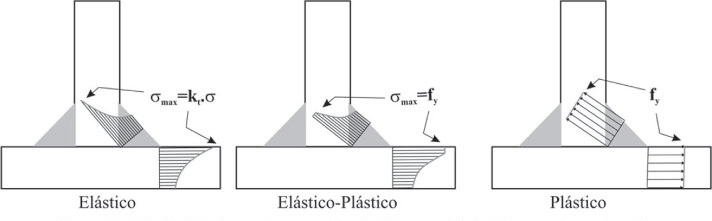 σmax=kt.σ
σmax=fy
fy
Elástico
Elástico-Plástico
Plástico